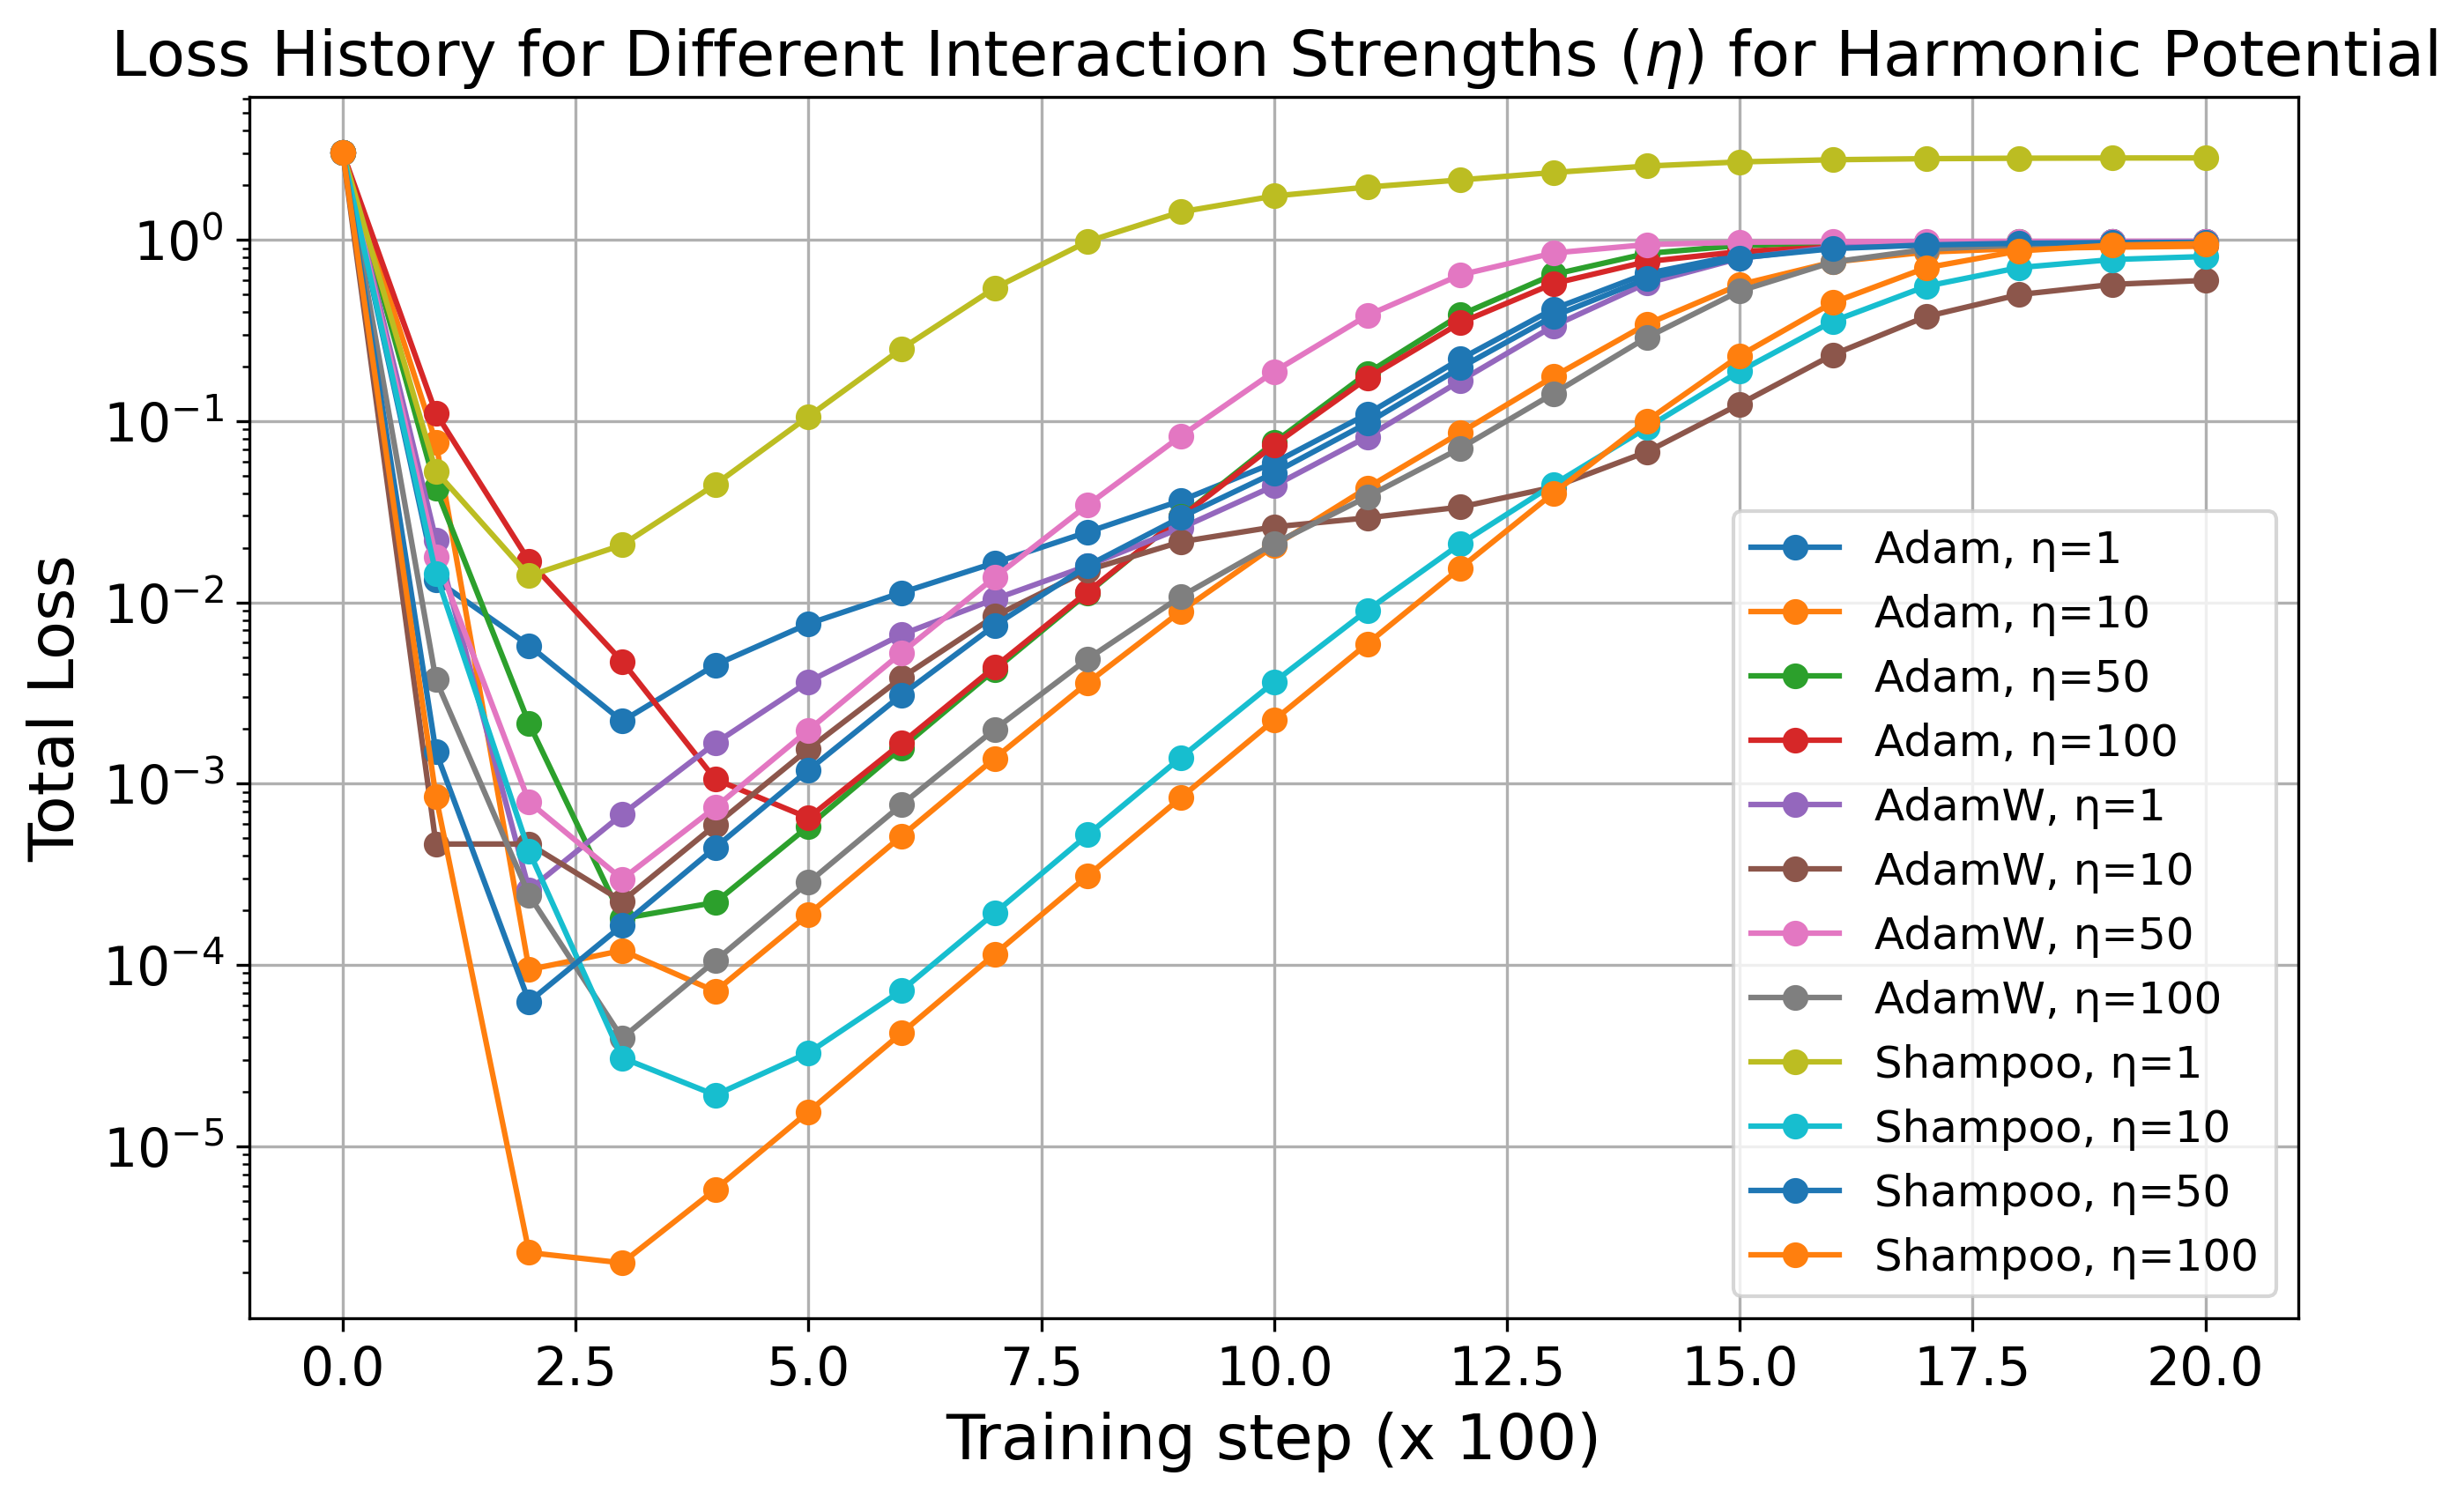 Loss History for Different Interaction Strengths (η) for Harmonic Potential
Total Loss
10⁰
10⁻¹
10⁻²
10⁻³
10⁻⁴
10⁻⁵
Adam, η=1
Adam, η=10
Adam, η=50
Adam, η=100
AdamW, η=1
AdamW, η=10
AdamW, η=50
AdamW, η=100
Shampoo, η=1
Shampoo, η=10
Shampoo, η=50
Shampoo, η=100
0.0 2.5 5.0 7.5 10.0 12.5 15.0 17.5 20.0
Training step (x 100)